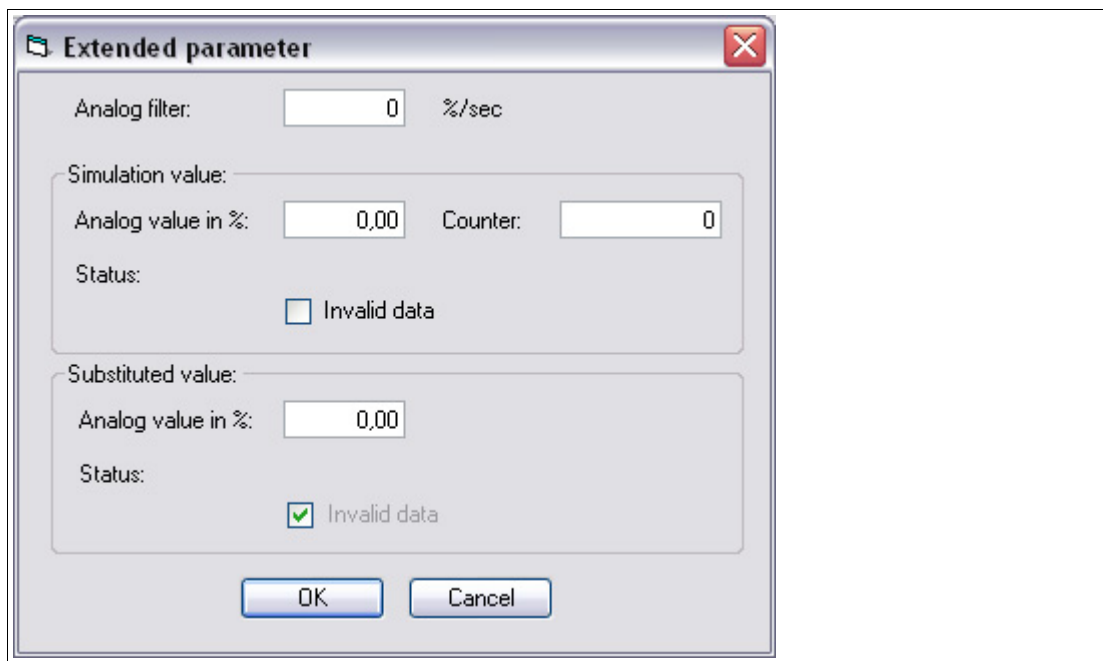 Extended parameter
Analog filter: 0 %/sec
Simulation value:
Analog value in %: 0,00 Counter: 0
Status:
Invalid data
Substituted value:
Analog value in %: 0,00
Status:
Invalid data
OK Cancel